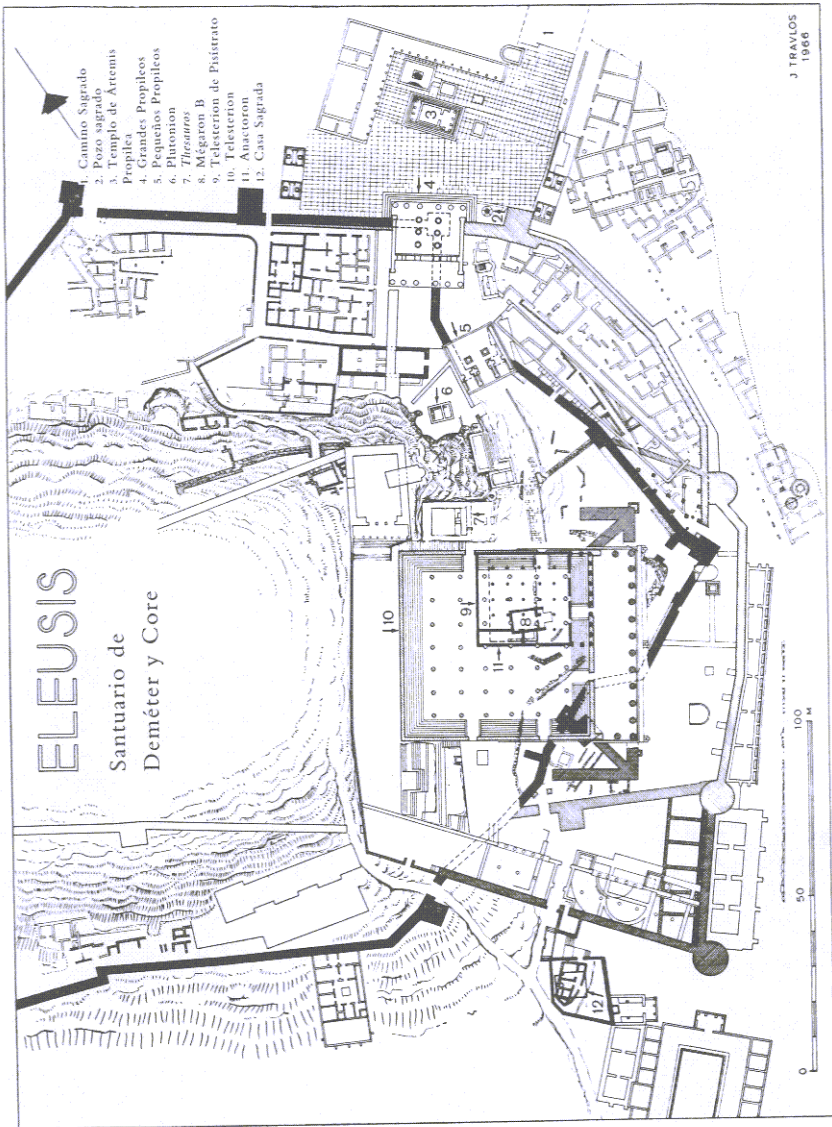 ELEUSIS
Santuario de
Deméter y Core
1. Camino Sagrado
2. Pozo sagrado
3. Templo de Ártemis
Propílea
4. Grandes Propíleos
5. Pequeños Propíleos
6. Plutonion
7. Thesauros
8. Mégaron B
9. Telesterion de Pisístrato
10. Telesterion
11. Anactoron
12. Casa Sagrada
1
2
3
4
5
6
7
8
9
10
11
12
0
50
100 M
J TRAVLOS
1966